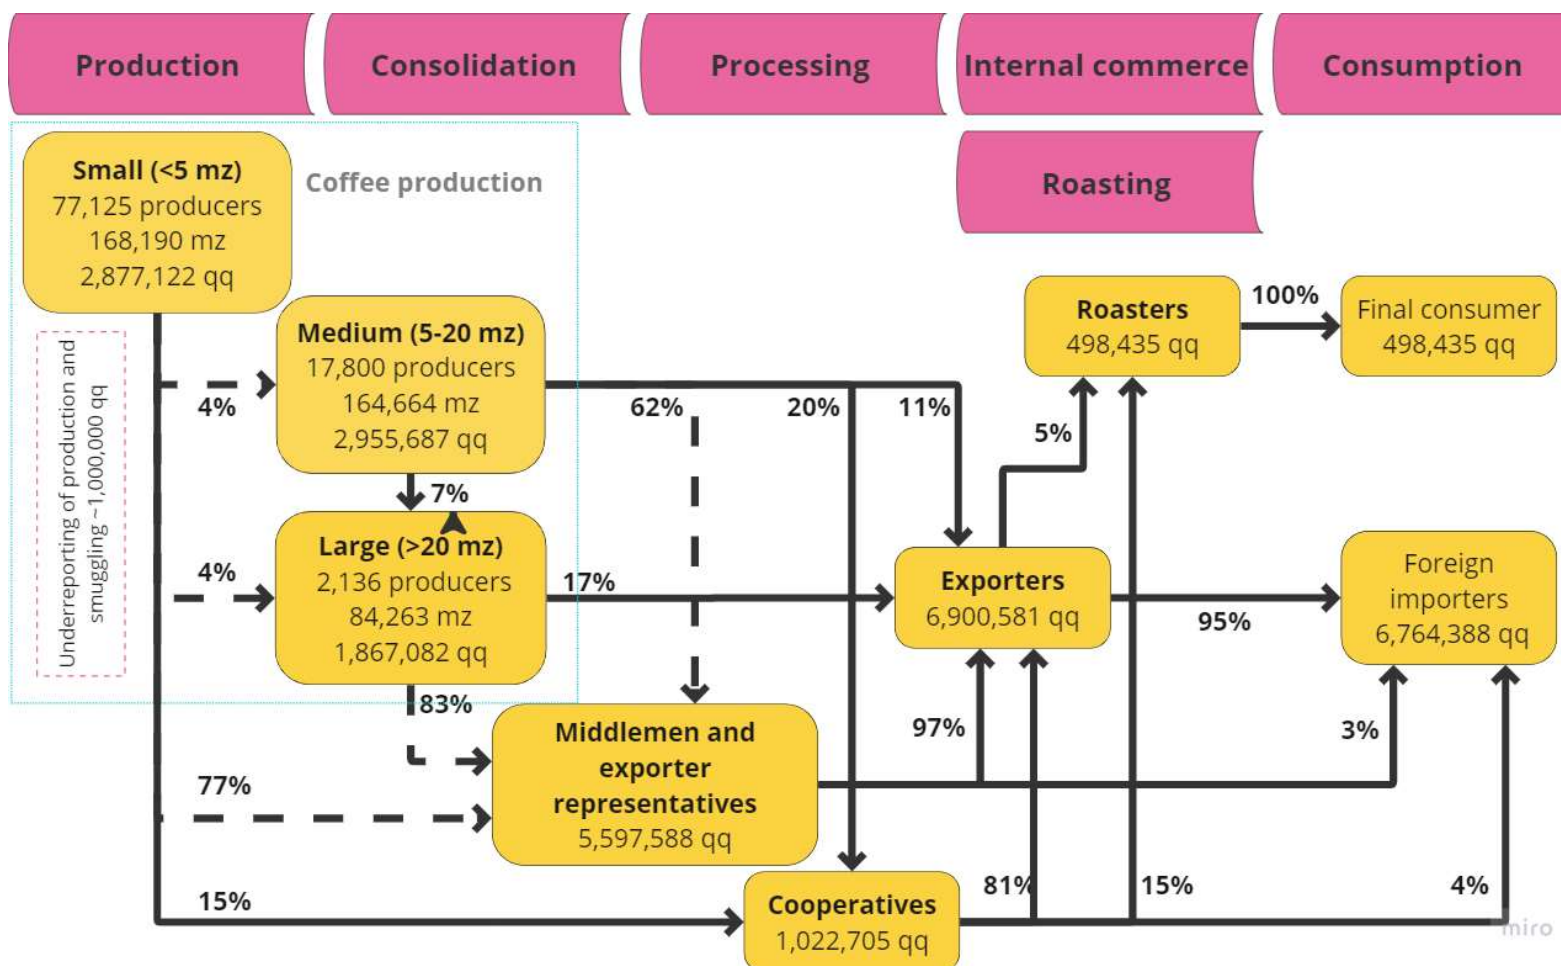 Production
Consolidation
Processing
Internal commerce
Consumption
Roasting
Coffee production
Small (<5 mz)
77,125 producers
168,190 mz
2,877,122 qq
Underreporting of production and
smuggling ~1,000,000 qq
Medium (5-20 mz)
17,800 producers
164,664 mz
2,955,687 qq
Large (>20 mz)
2,136 producers
84,263 mz
1,867,082 qq
4%
4%
7%
62%
20%
11%
17%
83%
77%
15%
Middlemen and
exporter
representatives
5,597,588 qq
Cooperatives
1,022,705 qq
Exporters
6,900,581 qq
Roasters
498,435 qq
100%
Final consumer
498,435 qq
5%
95%
Foreign
importers
6,764,388 qq
97%
3%
81%
15%
4%
miro